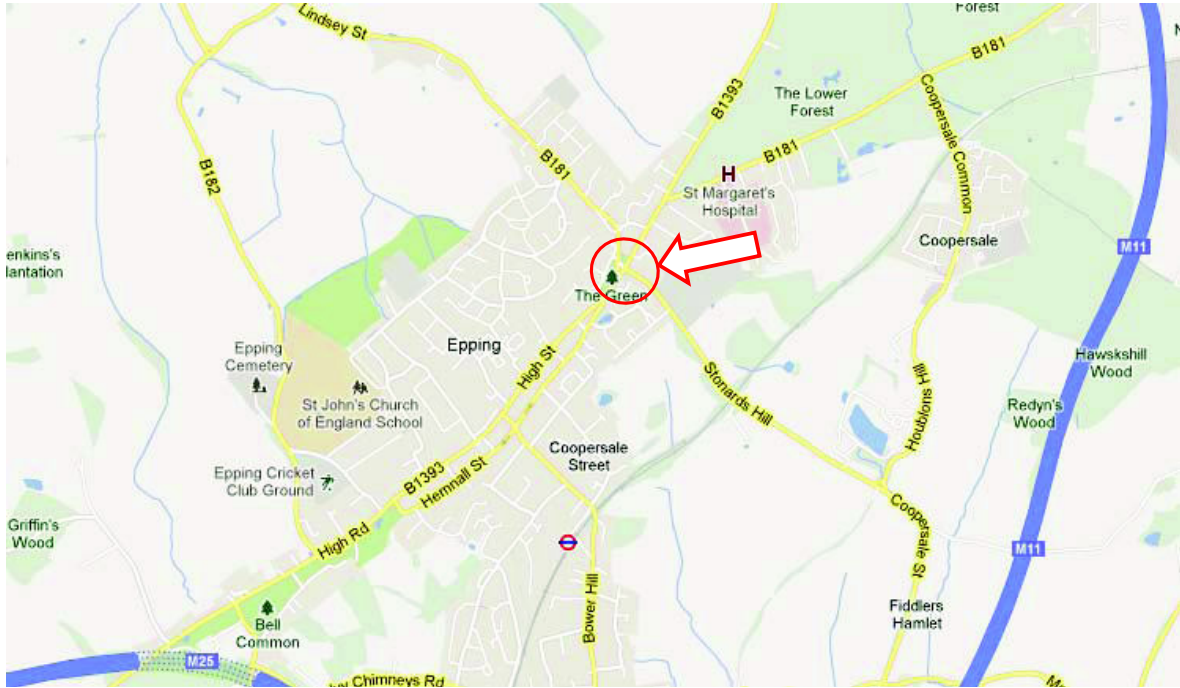 Forest
Lindsey St
B181
B1393
The Lower
Forest
Coopersale Common
B181
B181
B182
H
St Margaret's
Hospital
Coopersale
M11
enkins's
lantation
The Green
Epping
Epping
Cemetery
High St
Hawskshill
Wood
St John's Church
of England School
Stonards Hill
Houblons Hill
Redyn's
Wood
Coopersale
Street
B1393
Hemnall St
Epping Cricket
Club Ground
Griffin's
Wood
High Rd
Coopersale St
M11
Bower Hill
Fiddlers
Hamlet
Bell
Common
M25
Chimneys Rd